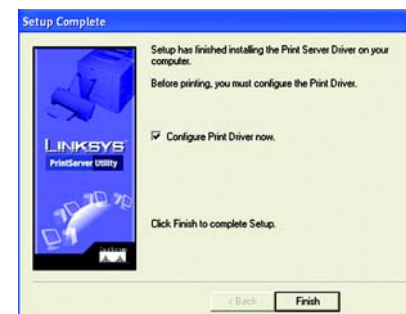 Setup Complete
Setup has finished installing the Print Server Driver on your
computer.
Before printing, you must configure the Print Driver.
Configure Print Driver now.
LINKSYS
PrintServer Utility
Click Finish to complete Setup.
< Back
Finish